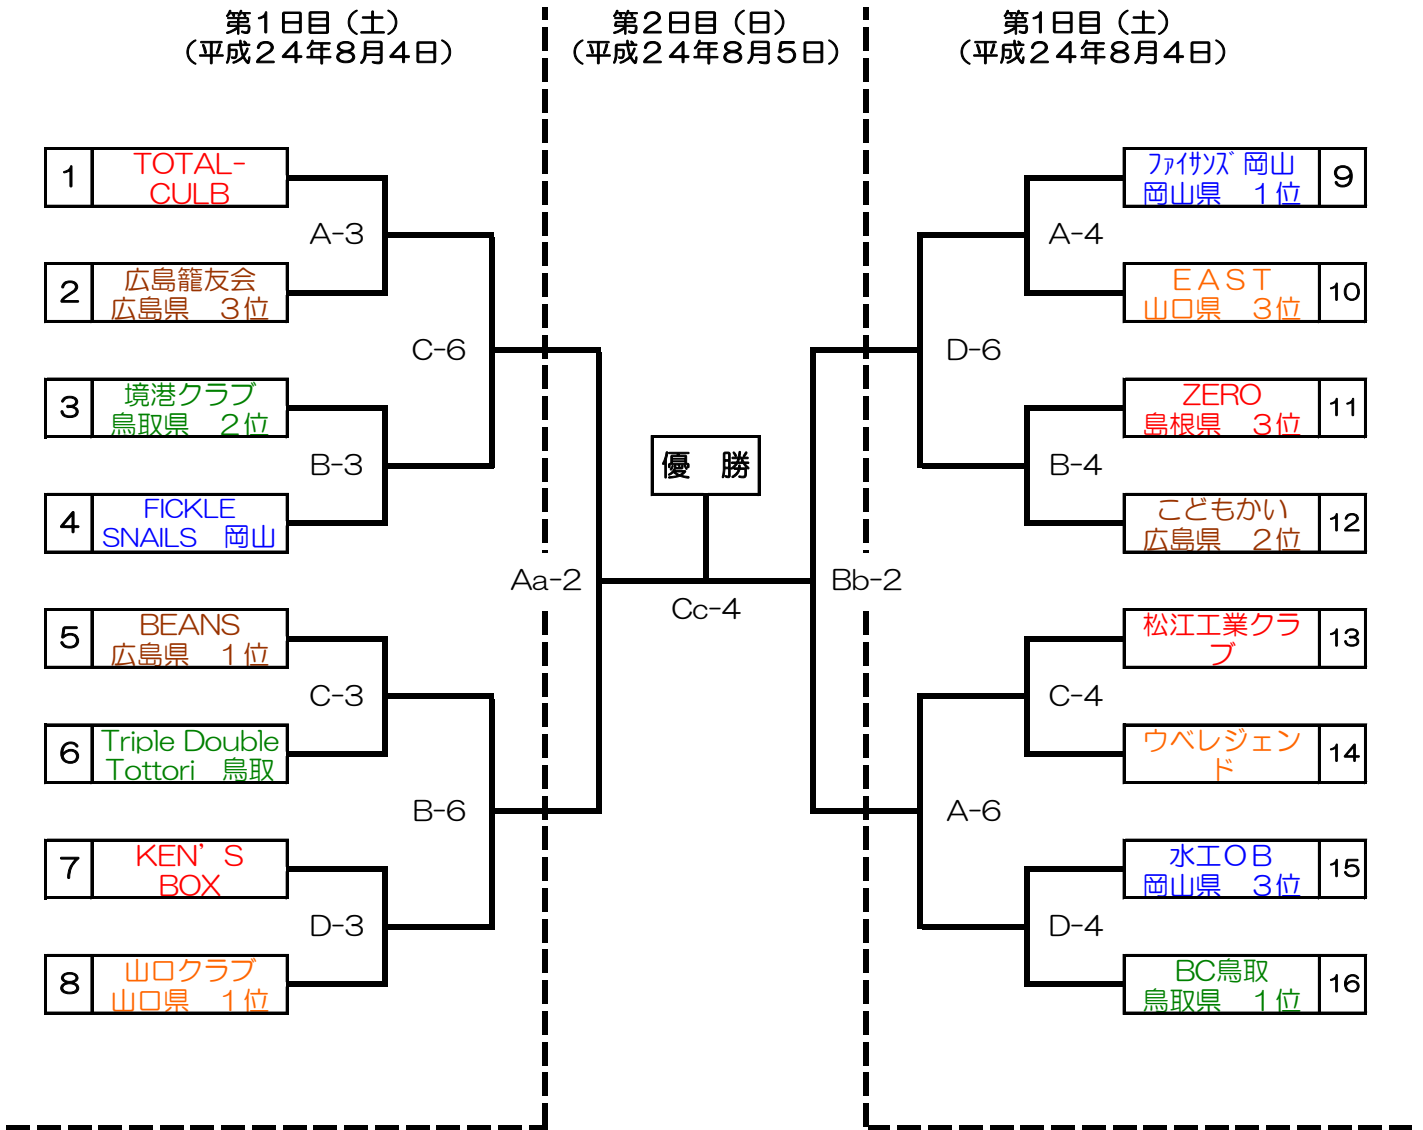 第１日目（土）
（平成２４年８月４日）
第２日目（日）
（平成２４年８月５日）
第１日目（土）
（平成２４年８月４日）
1
TOTAL-
CULB
A-3
2
広島籠友会
広島県　３位
C-6
3
境港クラブ
鳥取県　２位
B-3
4
FICKLE
SNAILS　岡山
Aa-2
5
BEANS
広島県　１位
C-3
6
Triple Double
Tottori　鳥取
B-6
7
KEN’S
BOX
D-3
8
山口クラブ
山口県　１位
優　勝
Cc-4
ﾌｧｲｻﾝｽﾞ岡山
岡山県　１位
9
A-4
ＥＡＳＴ
山口県　３位
10
D-6
ZERO
島根県　３位
11
B-4
こどもかい
広島県　２位
12
Bb-2
松江工業クラ
ブ
13
C-4
ウベレジェン
ド
14
A-6
水工ＯＢ
岡山県　３位
15
D-4
BC鳥取
鳥取県　１位
16